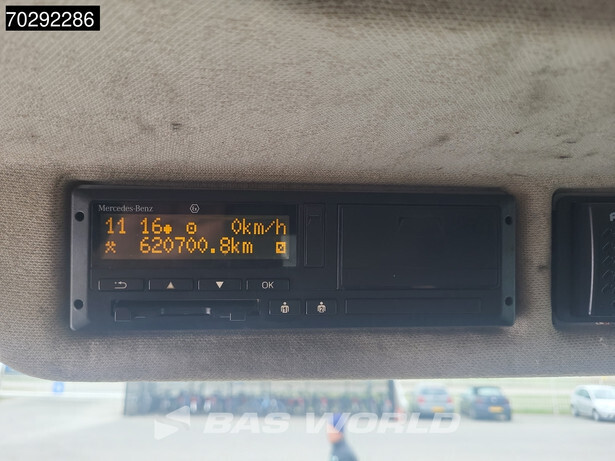 70292286
Mercedes-Benz
11 16 0km/h
620700.8km
OK
BAS WORLD